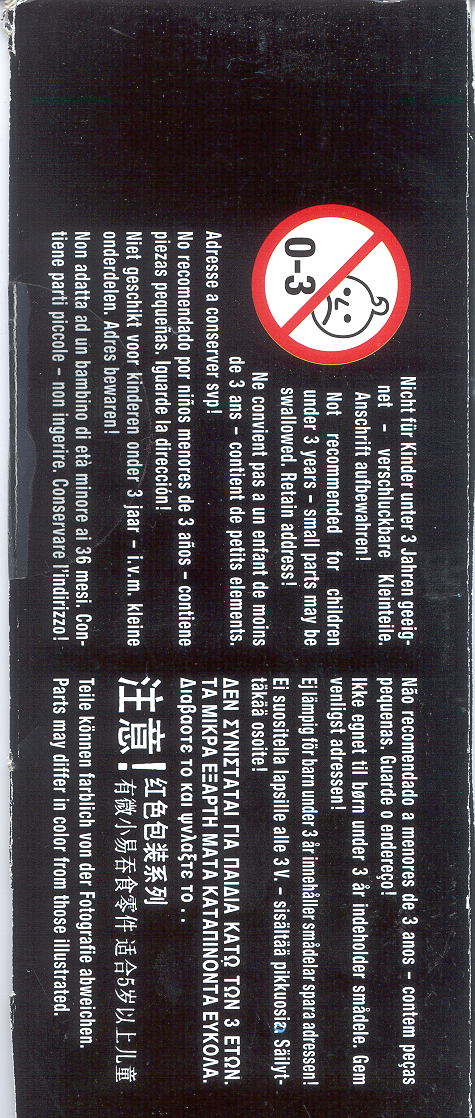 0-3
Nicht für Kinder unter 3 Jahren geeig-
net – verschluckbare Kleinteile.
Anschrift aufbewahren!
Not recommended for children
under 3 years – small parts may be
swallowed. Retain address!
Ne convient pas a un enfant de moins
de 3 ans – contient de petits elements.
Adresse a conserver svp!
No recomendado por niños menores de 3 años – contiene
piezas pequeñas. Iguarde la dirección!
Niet geschikt voor kinderen onder 3 jaar – i.v.m. kleine
onderdelen. Adres bewaren!
Non adatta ad un bambino di età minore ai 36 mesi. Con-
tiene parti piccole – non ingerire. Conservare l'indirizzo!
Não recomendado a menores de 3 anos – contem peças
pequenas. Guarde o endereço!
Ikke egnet til børn under 3 år indeholder smådele. Gem
venligst adressen!
Ej lämpig för barn under 3 år innehåller smådelar spara adressen!
Ei suositella lapsille alle 3 V. – sisältää pikkuosia. Säilyt-
täkää osoite!
ΔΕΝ ΣΥΝΙΣΤΑΤΑΙ ΓΙΑ ΠΑΙΔΙΑ ΚΑΤΩ ΤΩΝ 3 ΕΤΩΝ.
ΤΑ ΜΙΚΡΑ ΕΞΑΡΤΗ ΜΑΤΑ ΚΑΤΑΠΙΝΟΝΤΑ ΕΥΚΟΛΑ.
Διαβαοτε το και ψνλαξτε το . .
注意! 红色包装系列
有微小易吞食零件 适合5岁以上儿童
Teile können farblich von der Fotografie abweichen.
Parts may differ in color from those illustrated.